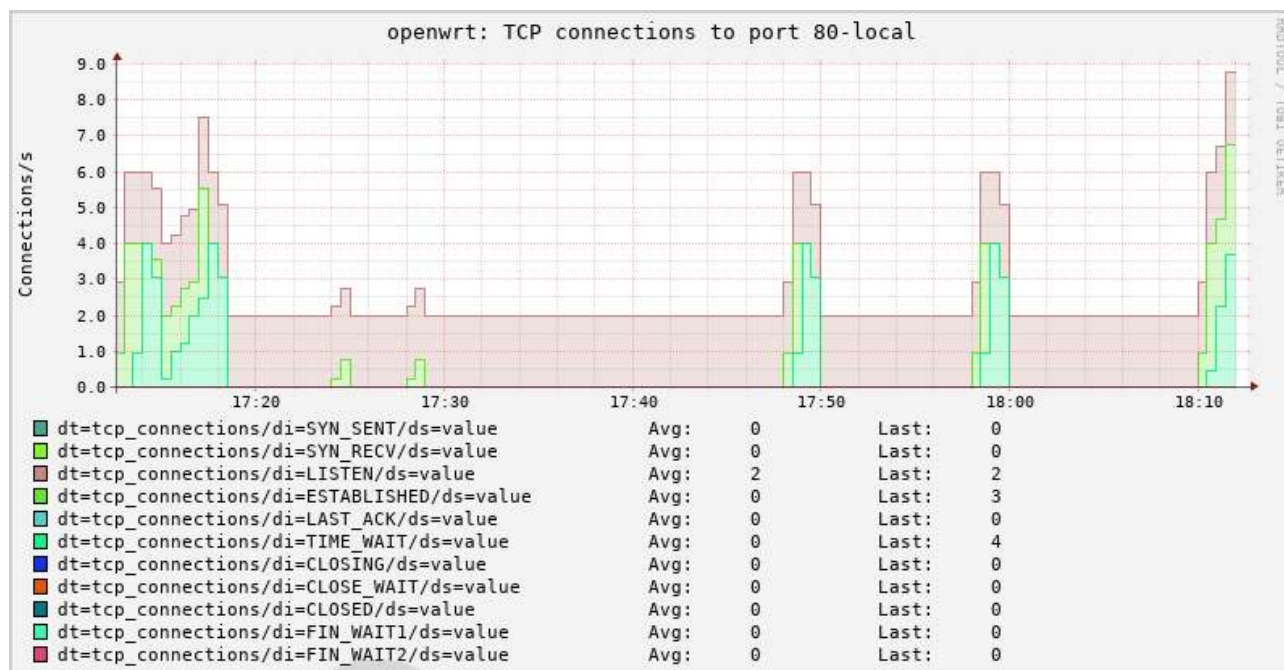 openwrt: TCP connections to port 80-local
RRDTOOL / TOBI OETIKER
Connections/s
9.0
8.0
7.0
6.0
5.0
4.0
3.0
2.0
1.0
0.0
17:20 17:30 17:40 17:50 18:00 18:10
dt=tcp_connections/di=SYN_SENT/ds=value Avg: 0 Last: 0
dt=tcp_connections/di=SYN_RECV/ds=value Avg: 0 Last: 0
dt=tcp_connections/di=LISTEN/ds=value Avg: 2 Last: 2
dt=tcp_connections/di=ESTABLISHED/ds=value Avg: 0 Last: 3
dt=tcp_connections/di=LAST_ACK/ds=value Avg: 0 Last: 0
dt=tcp_connections/di=TIME_WAIT/ds=value Avg: 0 Last: 4
dt=tcp_connections/di=CLOSING/ds=value Avg: 0 Last: 0
dt=tcp_connections/di=CLOSE_WAIT/ds=value Avg: 0 Last: 0
dt=tcp_connections/di=CLOSED/ds=value Avg: 0 Last: 0
dt=tcp_connections/di=FIN_WAIT1/ds=value Avg: 0 Last: 0
dt=tcp_connections/di=FIN_WAIT2/ds=value Avg: 0 Last: 0